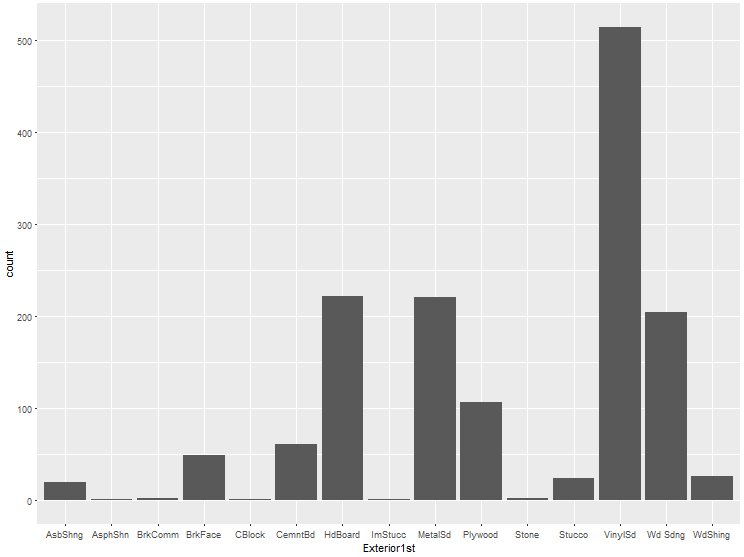 500
400
300
200
100
0
count
AsbShng AsphShn BrkComm BrkFace CBlock CemntBd HdBoard ImStucc MetalSd Plywood Stone Stucco VinylSd Wd Sdng WdShing
Exterior1st